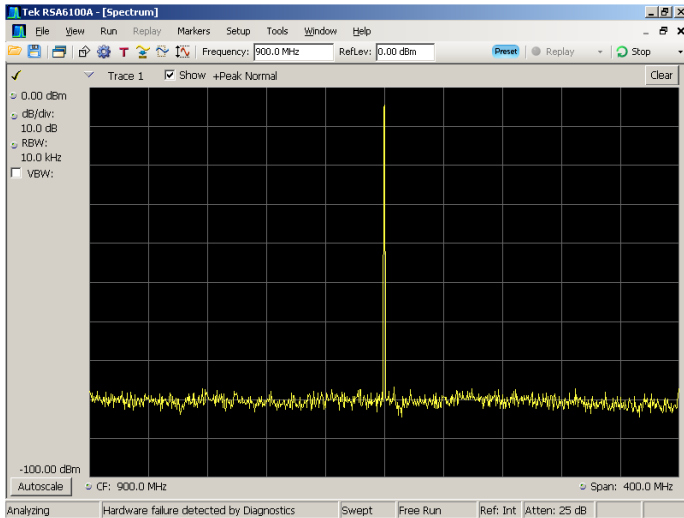 Tek RSA6100A - [Spectrum]
File View Run Replay Markers Setup Tools Window Help
T Frequency: 900.0 MHz RefLev: 0.00 dBm Preset Replay Stop
Trace 1 Show +Peak Normal Clear
0.00 dBm
dB/div:
10.0 dB
RBW:
10.0 kHz
VBW:
-100.00 dBm
Autoscale CF: 900.0 MHz Span: 400.0 MHz
Analyzing Hardware failure detected by Diagnostics Swept Free Run Ref: Int Atten: 25 dB